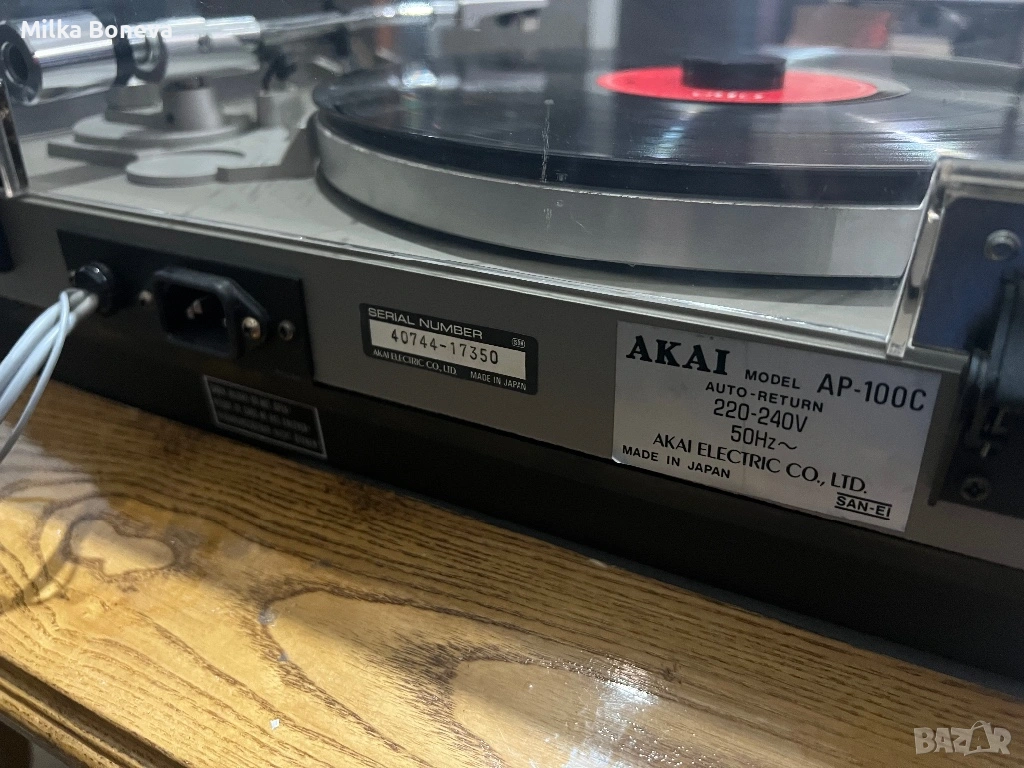 Milka Boneva
SERIAL NUMBER
40744-17350
AKAI ELECTRIC CO., LTD. MADE IN JAPAN
AKAI MODEL AP-100C
AUTO-RETURN
220-240V
50Hz~
AKAI ELECTRIC CO., LTD.
MADE IN JAPAN
SAN-EI
BAZAR